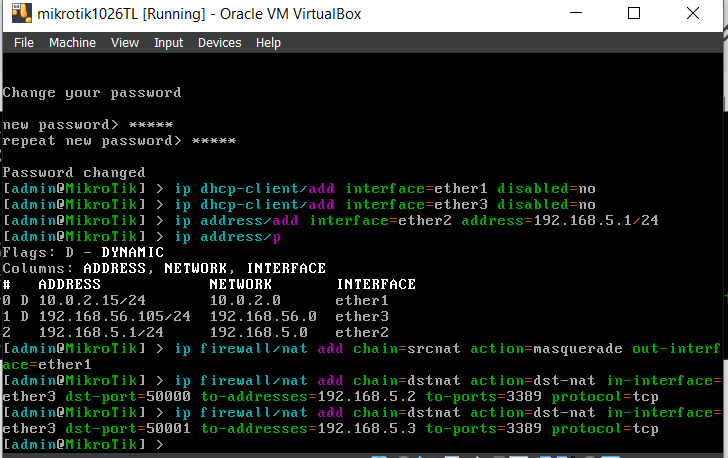 mikrotik1026TL [Running] - Oracle VM VirtualBox
File Machine View Input Devices Help
Change your password
new password> *****
repeat new password> *****
Password changed
[admin@MikroTik] > ip dhcp-client/add interface=ether1 disabled=no
[admin@MikroTik] > ip dhcp-client/add interface=ether3 disabled=no
[admin@MikroTik] > ip address/add interface=ether2 address=192.168.5.1/24
[admin@MikroTik] > ip address/p
Flags: D - DYNAMIC
Columns: ADDRESS, NETWORK, INTERFACE
# ADDRESS NETWORK INTERFACE
0 D 10.0.2.15/24 10.0.2.0 ether1
1 D 192.168.56.105/24 192.168.56.0 ether3
2 192.168.5.1/24 192.168.5.0 ether2
[admin@MikroTik] > ip firewall/nat add chain=srcnat action=masquerade out-interf
ace=ether1
[admin@MikroTik] > ip firewall/nat add chain=dstnat action=dst-nat in-interface=
ether3 dst-port=50000 to-addresses=192.168.5.2 to-ports=3389 protocol=tcp
[admin@MikroTik] > ip firewall/nat add chain=dstnat action=dst-nat in-interface=
ether3 dst-port=50001 to-addresses=192.168.5.3 to-ports=3389 protocol=tcp
[admin@MikroTik] >